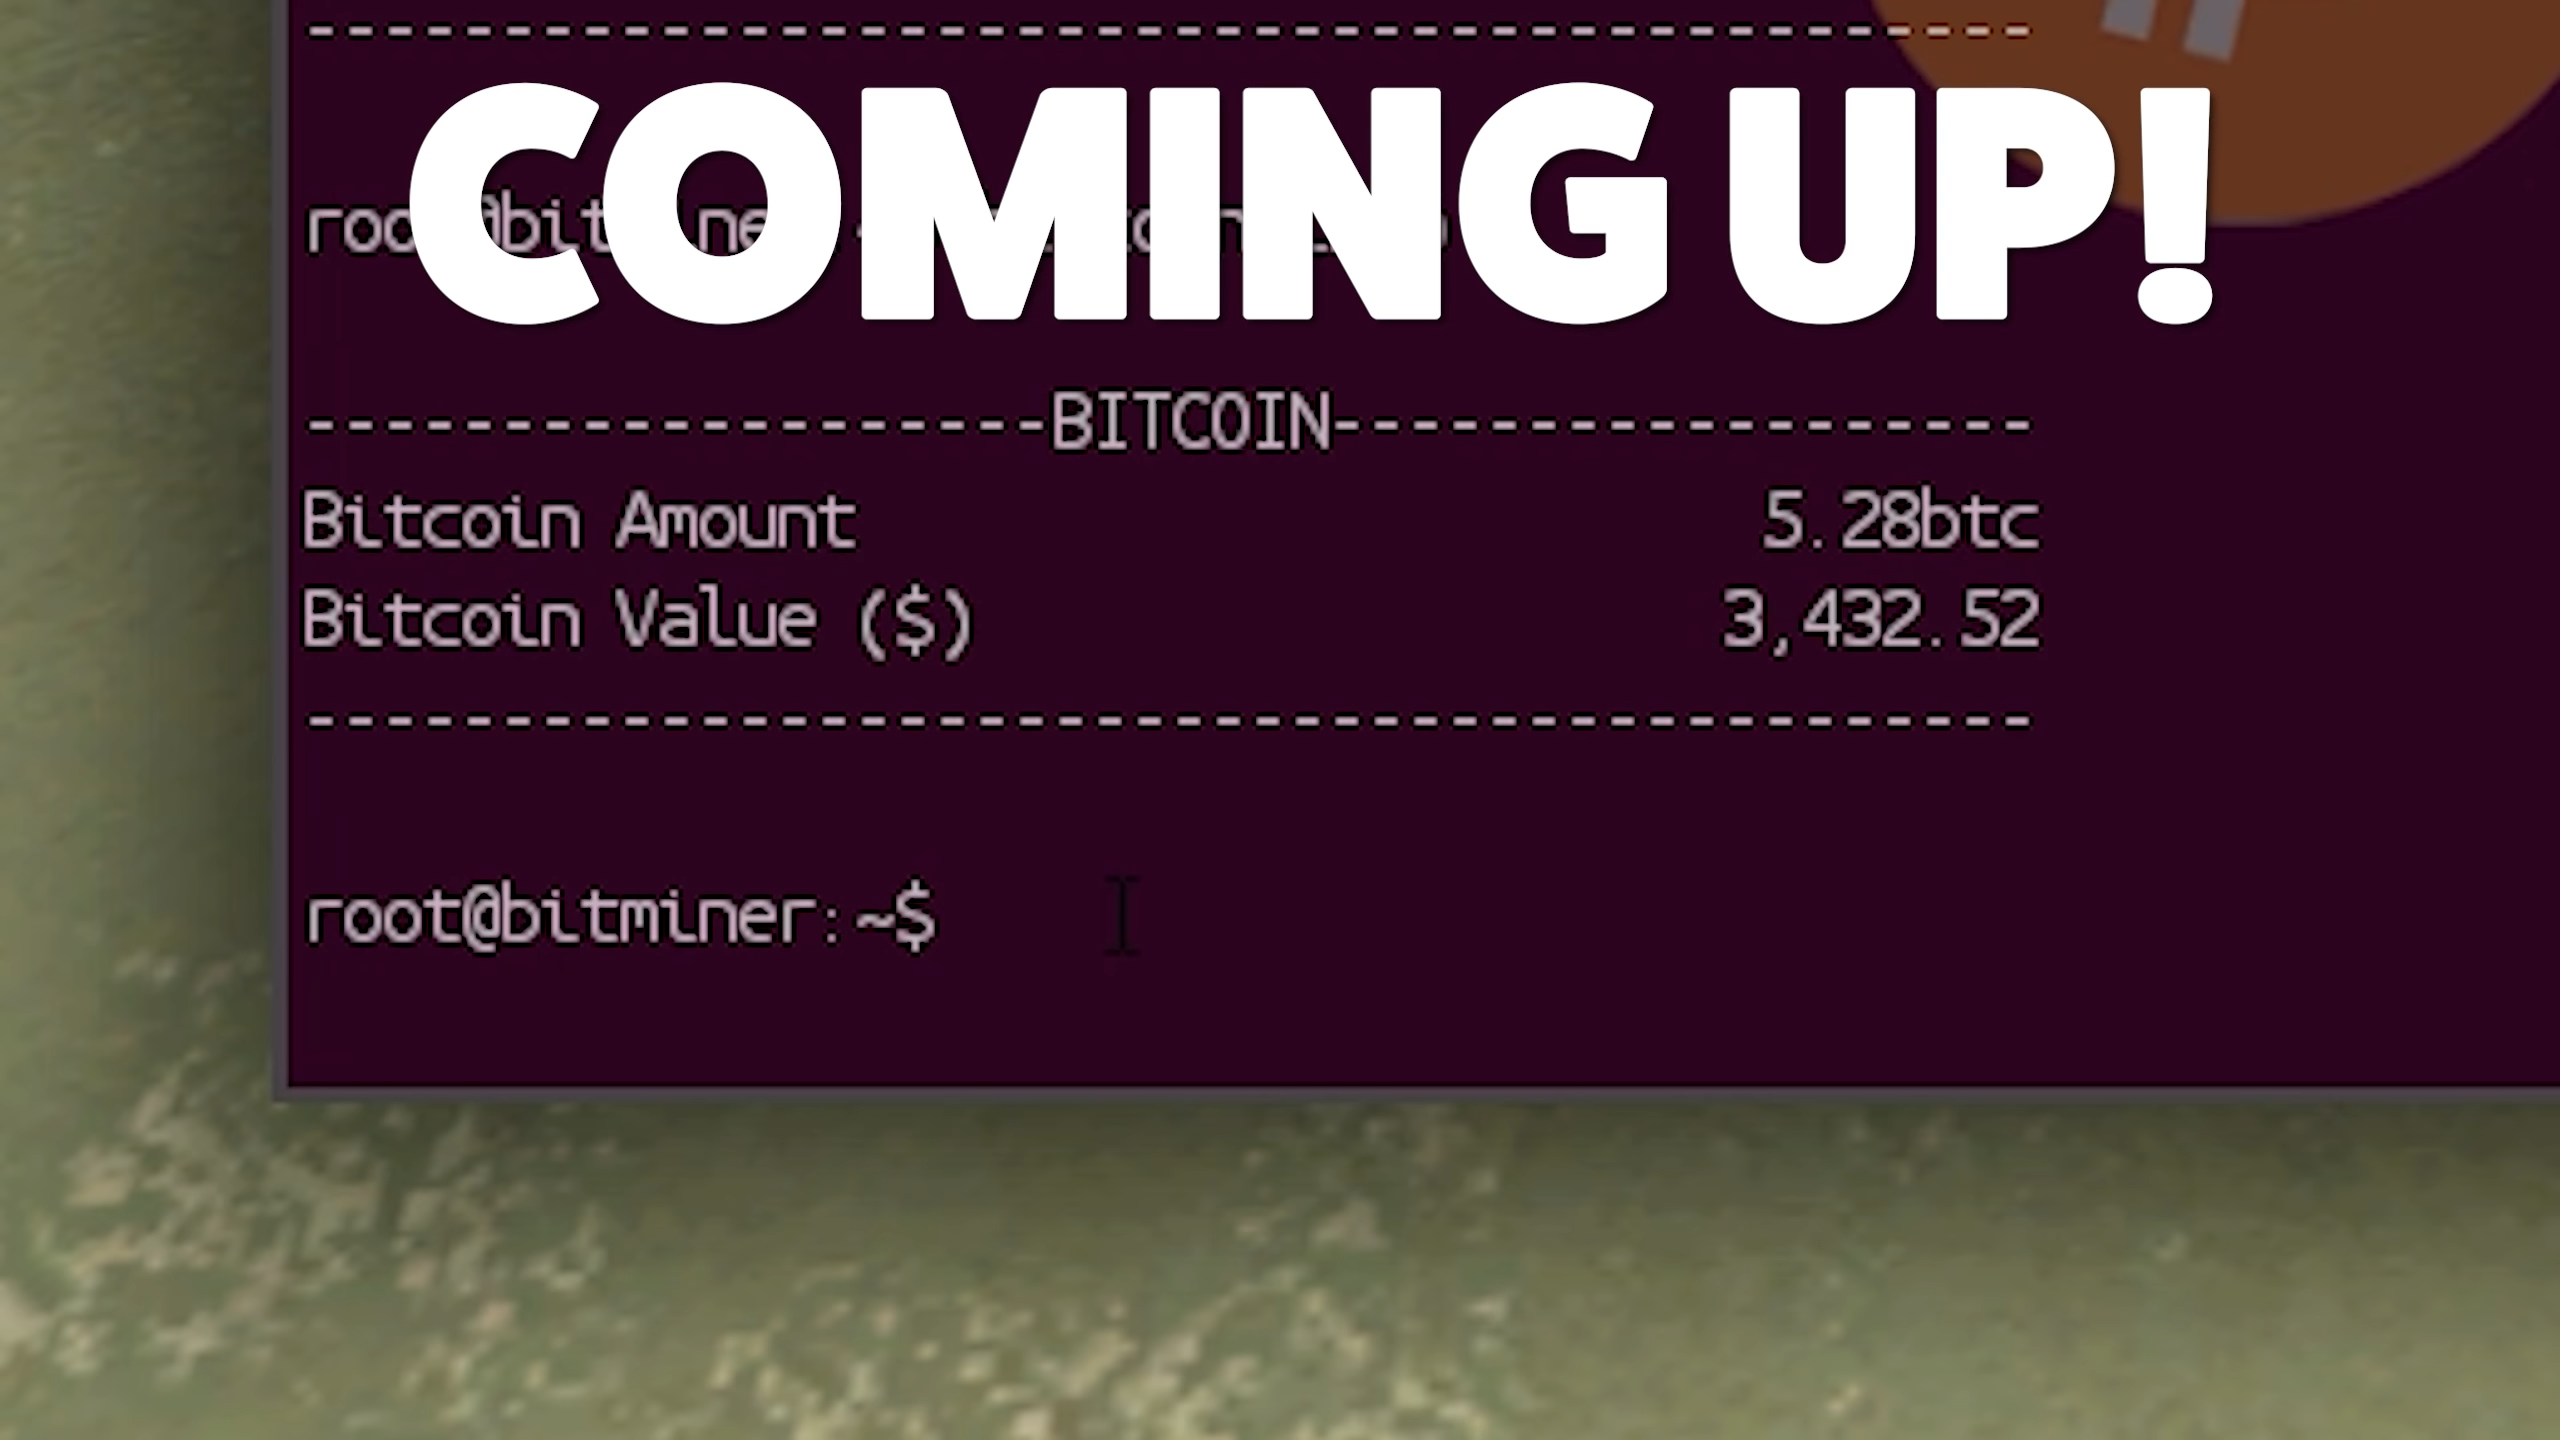 ---------------------------------------------
COMING UP!
-------------------BITCOIN------------------
Bitcoin Amount 5.28btc
Bitcoin Value ($) 3,432.52
--------------------------------------------
root@bitminer:~$